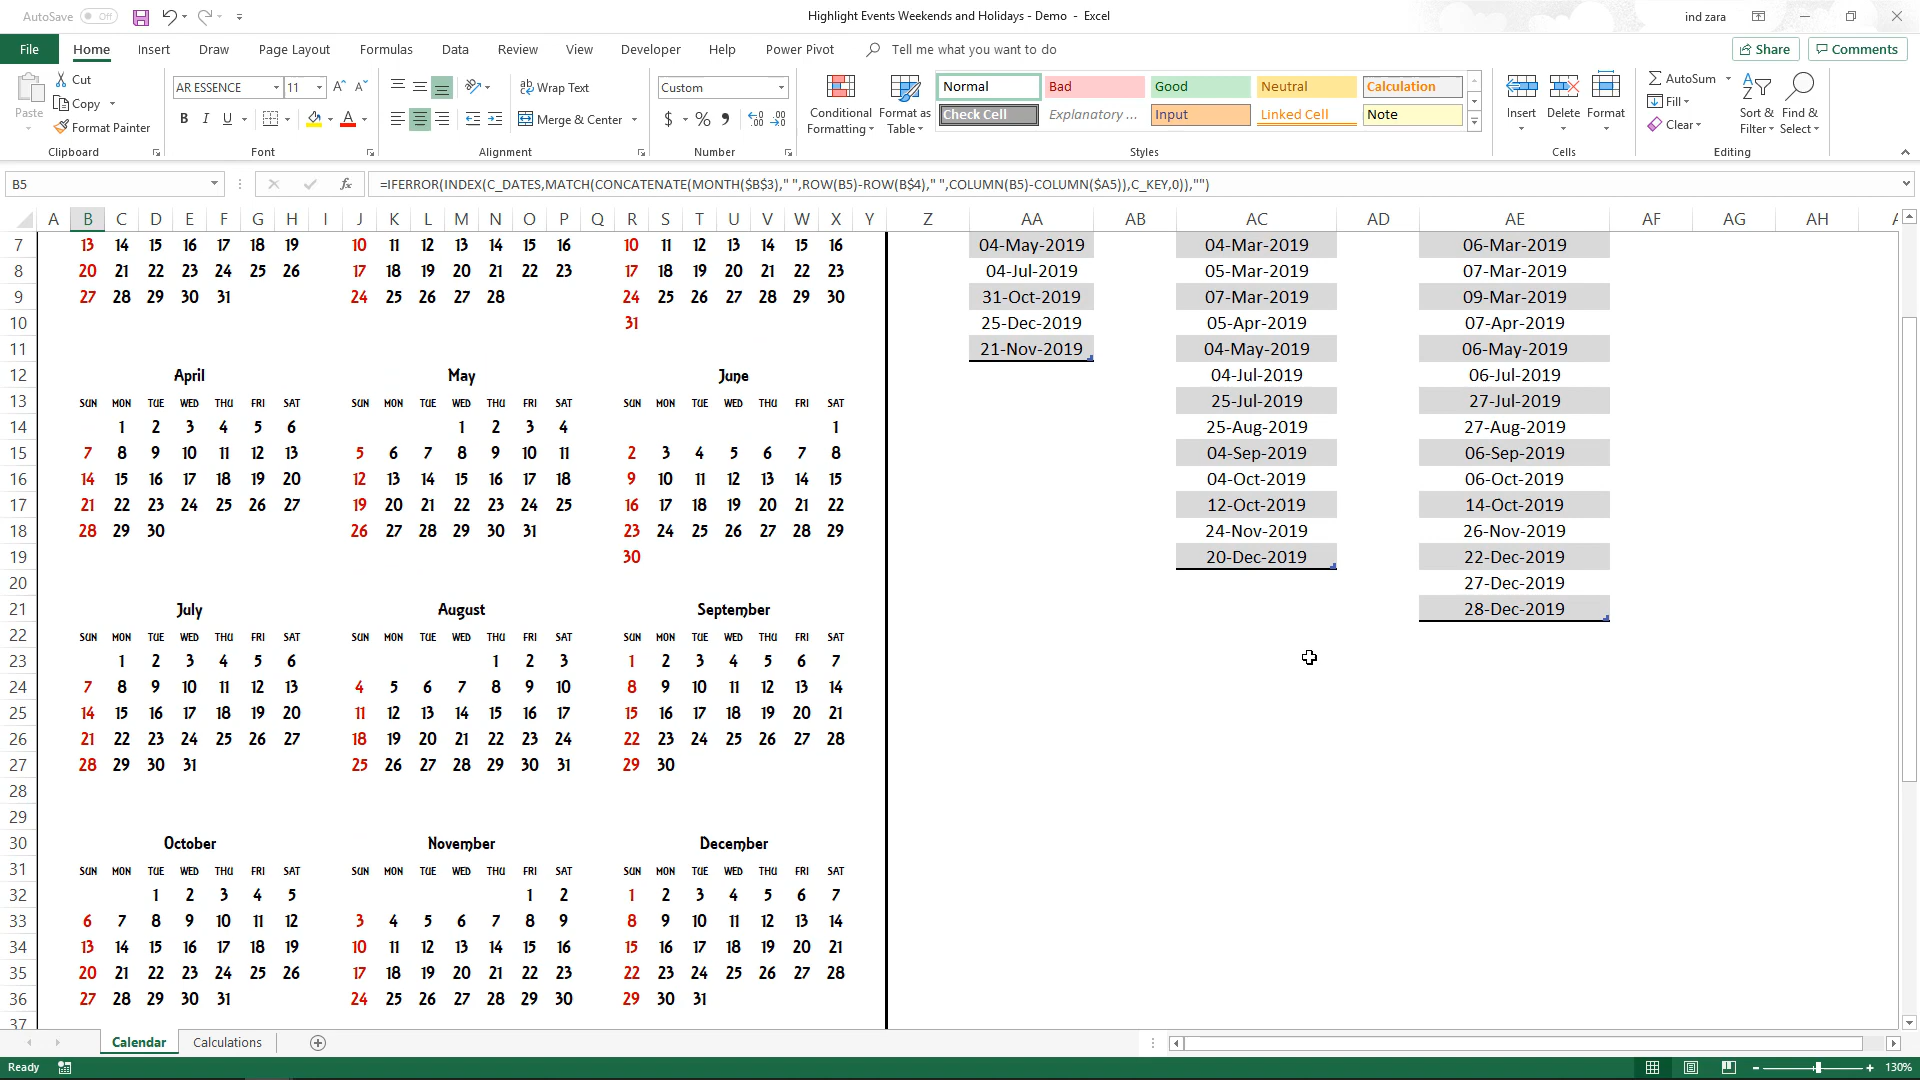 AutoSave Off
Highlight Events Weekends and Holidays - Demo - Excel
ind zara
File Home Insert Draw Page Layout Formulas Data Review View Developer Help Power Pivot Tell me what you want to do Share Comments
Paste Cut Copy Format Painter Clipboard
AR ESSENCE 11 B I U Font
Wrap Text Merge & Center Alignment
Custom $ % Number
Conditional Formatting Format as Table
Normal Bad Good Neutral Calculation
Check Cell Explanatory ... Input Linked Cell Note
Styles
Insert Delete Format Cells
AutoSum Fill Clear Sort & Filter Find & Select Editing
B5 fx =IFERROR(INDEX(C_DATES,MATCH(CONCATENATE(MONTH($B$3)," ",ROW(B5)-ROW(B$4)," ",COLUMN(B5)-COLUMN($A5)),C_KEY,0)),"")
A B C D E F G H I J K L M N O P Q R S T U V W X Y Z AA AB AC AD AE AF AG AH
7 13 14 15 16 17 18 19 10 11 12 13 14 15 16 10 11 12 13 14 15 16 04-May-2019 04-Mar-2019 06-Mar-2019
8 20 21 22 23 24 25 26 17 18 19 20 21 22 23 17 18 19 20 21 22 23 04-Jul-2019 05-Mar-2019 07-Mar-2019
9 27 28 29 30 31 24 25 26 27 28 24 25 26 27 28 29 30 31-Oct-2019 07-Mar-2019 09-Mar-2019
10 31 25-Dec-2019 05-Apr-2019 07-Apr-2019
11 21-Nov-2019 04-May-2019 06-May-2019
12 April May June 04-Jul-2019 06-Jul-2019
13 SUN MON TUE WED THU FRI SAT SUN MON TUE WED THU FRI SAT SUN MON TUE WED THU FRI SAT 25-Jul-2019 27-Jul-2019
14 1 2 3 4 5 6 1 2 3 4 1 25-Aug-2019 27-Aug-2019
15 7 8 9 10 11 12 13 5 6 7 8 9 10 11 2 3 4 5 6 7 8 04-Sep-2019 06-Sep-2019
16 14 15 16 17 18 19 20 12 13 14 15 16 17 18 9 10 11 12 13 14 15 04-Oct-2019 06-Oct-2019
17 21 22 23 24 25 26 27 19 20 21 22 23 24 25 16 17 18 19 20 21 22 12-Oct-2019 14-Oct-2019
18 28 29 30 26 27 28 29 30 31 23 24 25 26 27 28 29 24-Nov-2019 26-Nov-2019
19 30 20-Dec-2019 22-Dec-2019
20 27-Dec-2019
21 July August September 28-Dec-2019
22 SUN MON TUE WED THU FRI SAT SUN MON TUE WED THU FRI SAT SUN MON TUE WED THU FRI SAT
23 1 2 3 4 5 6 1 2 3 1 2 3 4 5 6 7
24 7 8 9 10 11 12 13 4 5 6 7 8 9 10 8 9 10 11 12 13 14
25 14 15 16 17 18 19 20 11 12 13 14 15 16 17 15 16 17 18 19 20 21
26 21 22 23 24 25 26 27 18 19 20 21 22 23 24 22 23 24 25 26 27 28
27 28 29 30 31 25 26 27 28 29 30 31 29 30
28
29
30 October November December
31 SUN MON TUE WED THU FRI SAT SUN MON TUE WED THU FRI SAT SUN MON TUE WED THU FRI SAT
32 1 2 3 4 5 1 2 1 2 3 4 5 6 7
33 6 7 8 9 10 11 12 3 4 5 6 7 8 9 8 9 10 11 12 13 14
34 13 14 15 16 17 18 19 10 11 12 13 14 15 16 15 16 17 18 19 20 21
35 20 21 22 23 24 25 26 17 18 19 20 21 22 23 22 23 24 25 26 27 28
36 27 28 29 30 31 24 25 26 27 28 29 30 29 30 31
37
Calendar Calculations
Ready 130%